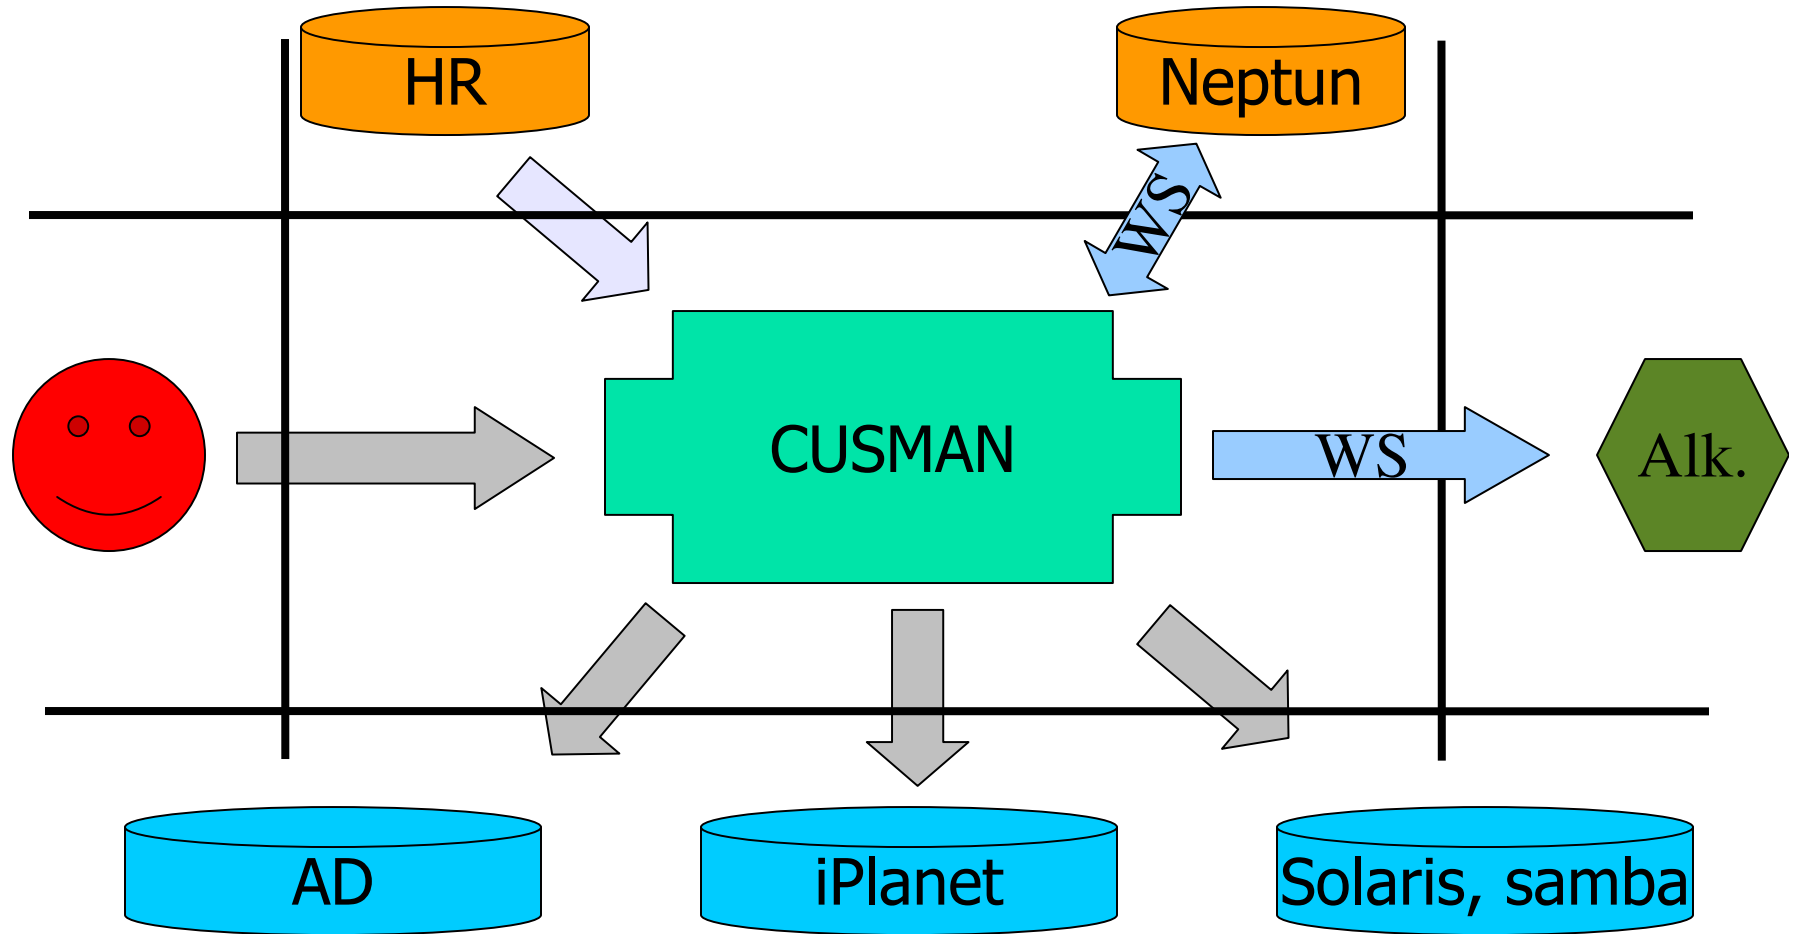 HR
Neptun
WS
CUSMAN
WS
Alk.
AD
iPlanet
Solaris, samba